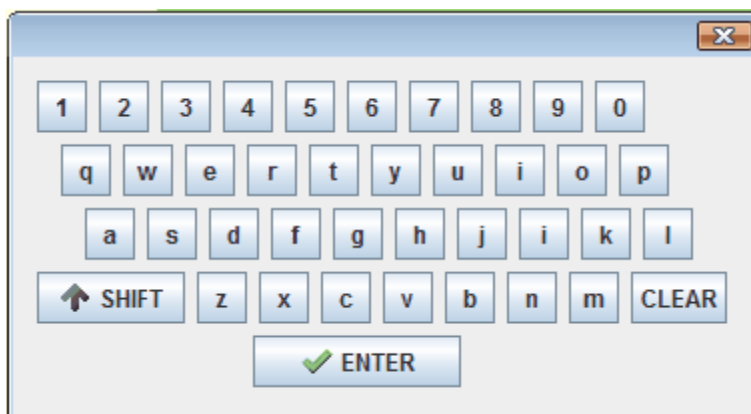 1 2 3 4 5 6 7 8 9 0
q w e r t y u i o p
a s d f g h j i k l
SHIFT z x c v b n m CLEAR
ENTER